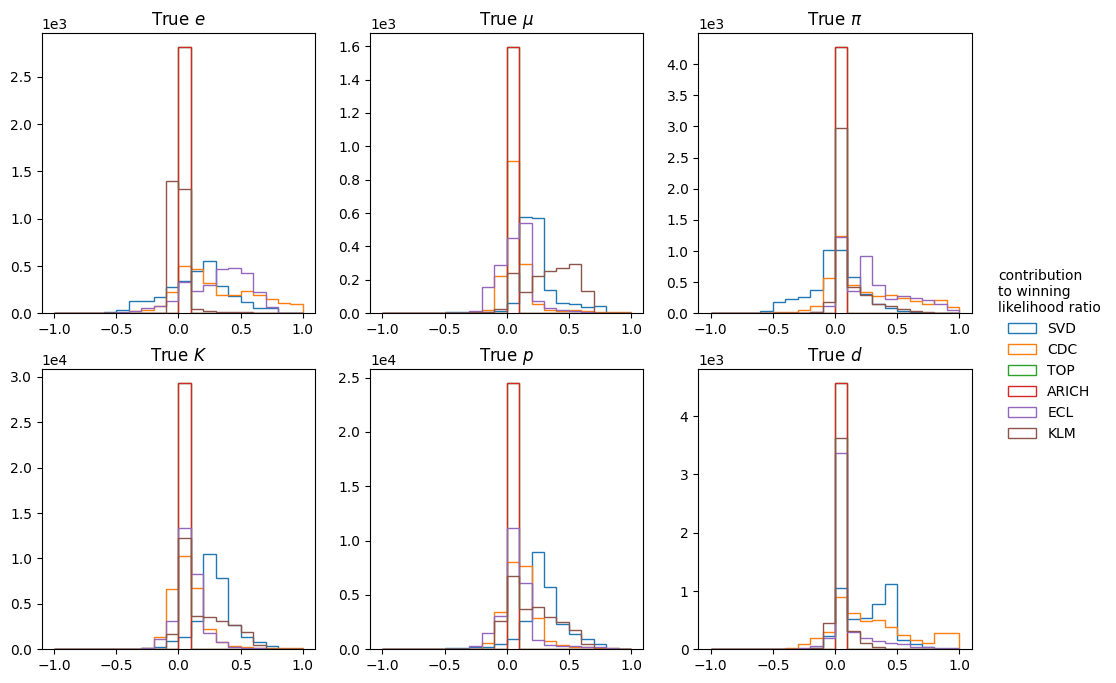 True e
1e3
2.5
2.0
1.5
1.0
0.5
0.0
−1.0 −0.5 0.0 0.5 1.0
True μ
1e3
1.6
1.4
1.2
1.0
0.8
0.6
0.4
0.2
0.0
−1.0 −0.5 0.0 0.5 1.0
True π
1e3
4.0
3.5
3.0
2.5
2.0
1.5
1.0
0.5
0.0
−1.0 −0.5 0.0 0.5 1.0
True K
1e4
3.0
2.5
2.0
1.5
1.0
0.5
0.0
−1.0 −0.5 0.0 0.5 1.0
True p
1e4
2.5
2.0
1.5
1.0
0.5
0.0
−1.0 −0.5 0.0 0.5 1.0
True d
1e3
4
3
2
1
0
−1.0 −0.5 0.0 0.5 1.0
contribution
to winning
likelihood ratio
SVD
CDC
TOP
ARICH
ECL
KLM